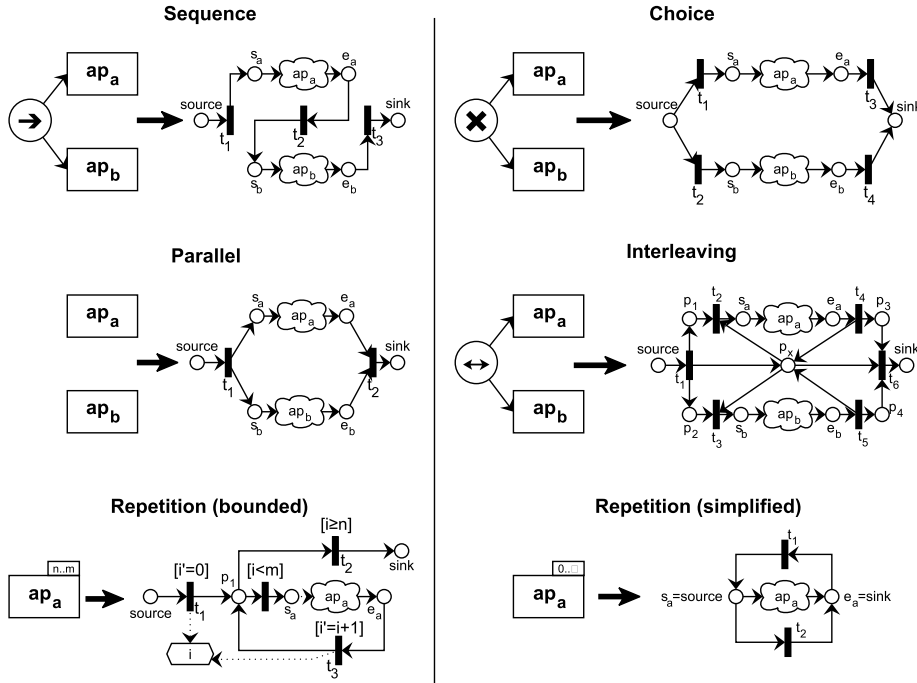 Sequence
ap_a
ap_b
source
s_a
ap_a
e_a
t_1
t_2
t_3
sink
s_b
ap_b
e_b
Choice
ap_a
ap_b
source
t_1
s_a
ap_a
e_a
t_3
sink
t_2
s_b
ap_b
e_b
t_4
Parallel
ap_a
ap_b
source
s_a
ap_a
e_a
sink
t_1
t_2
s_b
ap_b
e_b
Interleaving
ap_a
ap_b
source
p_1
t_2
s_a
ap_a
e_a
t_4
p_3
t_1
p_x
sink
t_6
p_2
t_3
s_b
ap_b
e_b
t_5
p_4
Repetition (bounded)
n..m
ap_a
[i≥n]
t_2
sink
[i'=0]
p_1
[i<m]
source
t_1
s_a
ap_a
e_a
[i'=i+1]
t_3
i
Repetition (simplified)
0..□
ap_a
t_1
s_a=source
ap_a
e_a=sink
t_2